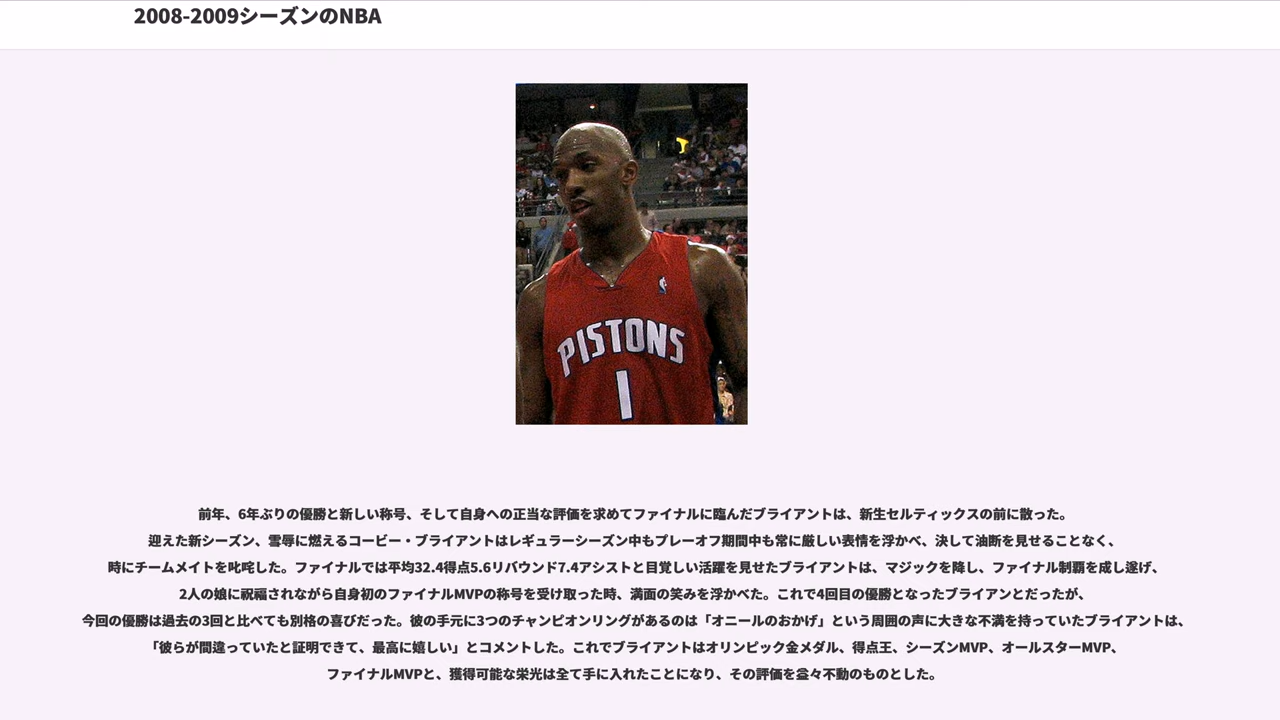 2008-2009シーズンのNBA
PISTONS
1
前年、6年ぶりの優勝と新しい称号、そして自身への正当な評価を求めてファイナルに臨んだブライアントは、新生セルティックスの前に散った。
迎えた新シーズン、雪辱に燃えるコービー・ブライアントはレギュラーシーズン中もプレーオフ期間中も常に厳しい表情を浮かべ、決して油断を見せることなく、
時にチームメイトを叱咤した。ファイナルでは平均32.4得点5.6リバウンド7.4アシストと目覚しい活躍を見せたブライアントは、マジックを降し、ファイナル制覇を成し遂げ、
2人の娘に祝福されながら自身初のファイナルMVPの称号を受け取った時、満面の笑みを浮かべた。これで4回目の優勝となったブライアンとだったが、
今回の優勝は過去の3回と比べても別格の喜びだった。彼の手元に3つのチャンピオンリングがあるのは「オニールのおかげ」という周囲の声に大きな不満を持っていたブライアントは、
「彼らが間違っていたと証明できて、最高に嬉しい」とコメントした。これでブライアントはオリンピック金メダル、得点王、シーズンMVP、オールスターMVP、
ファイナルMVPと、獲得可能な栄光は全て手に入れたことになり、その評価を益々不動のものとした。